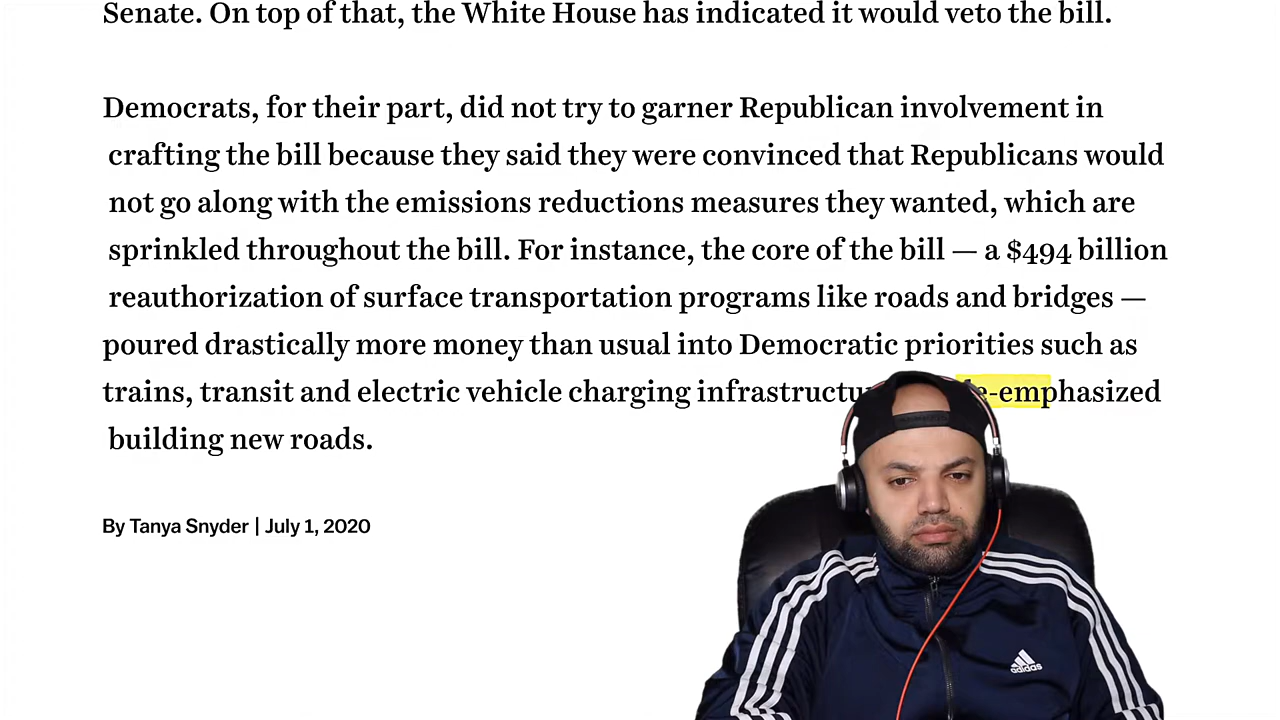 Senate. On top of that, the White House has indicated it would veto the bill.
Democrats, for their part, did not try to garner Republican involvement in
crafting the bill because they said they were convinced that Republicans would
not go along with the emissions reductions measures they wanted, which are
sprinkled throughout the bill. For instance, the core of the bill — a $494 billion
reauthorization of surface transportation programs like roads and bridges —
poured drastically more money than usual into Democratic priorities such as
trains, transit and electric vehicle charging de-emphasized
building new roads.
By Tanya Snyder | July 1, 2020
adidas